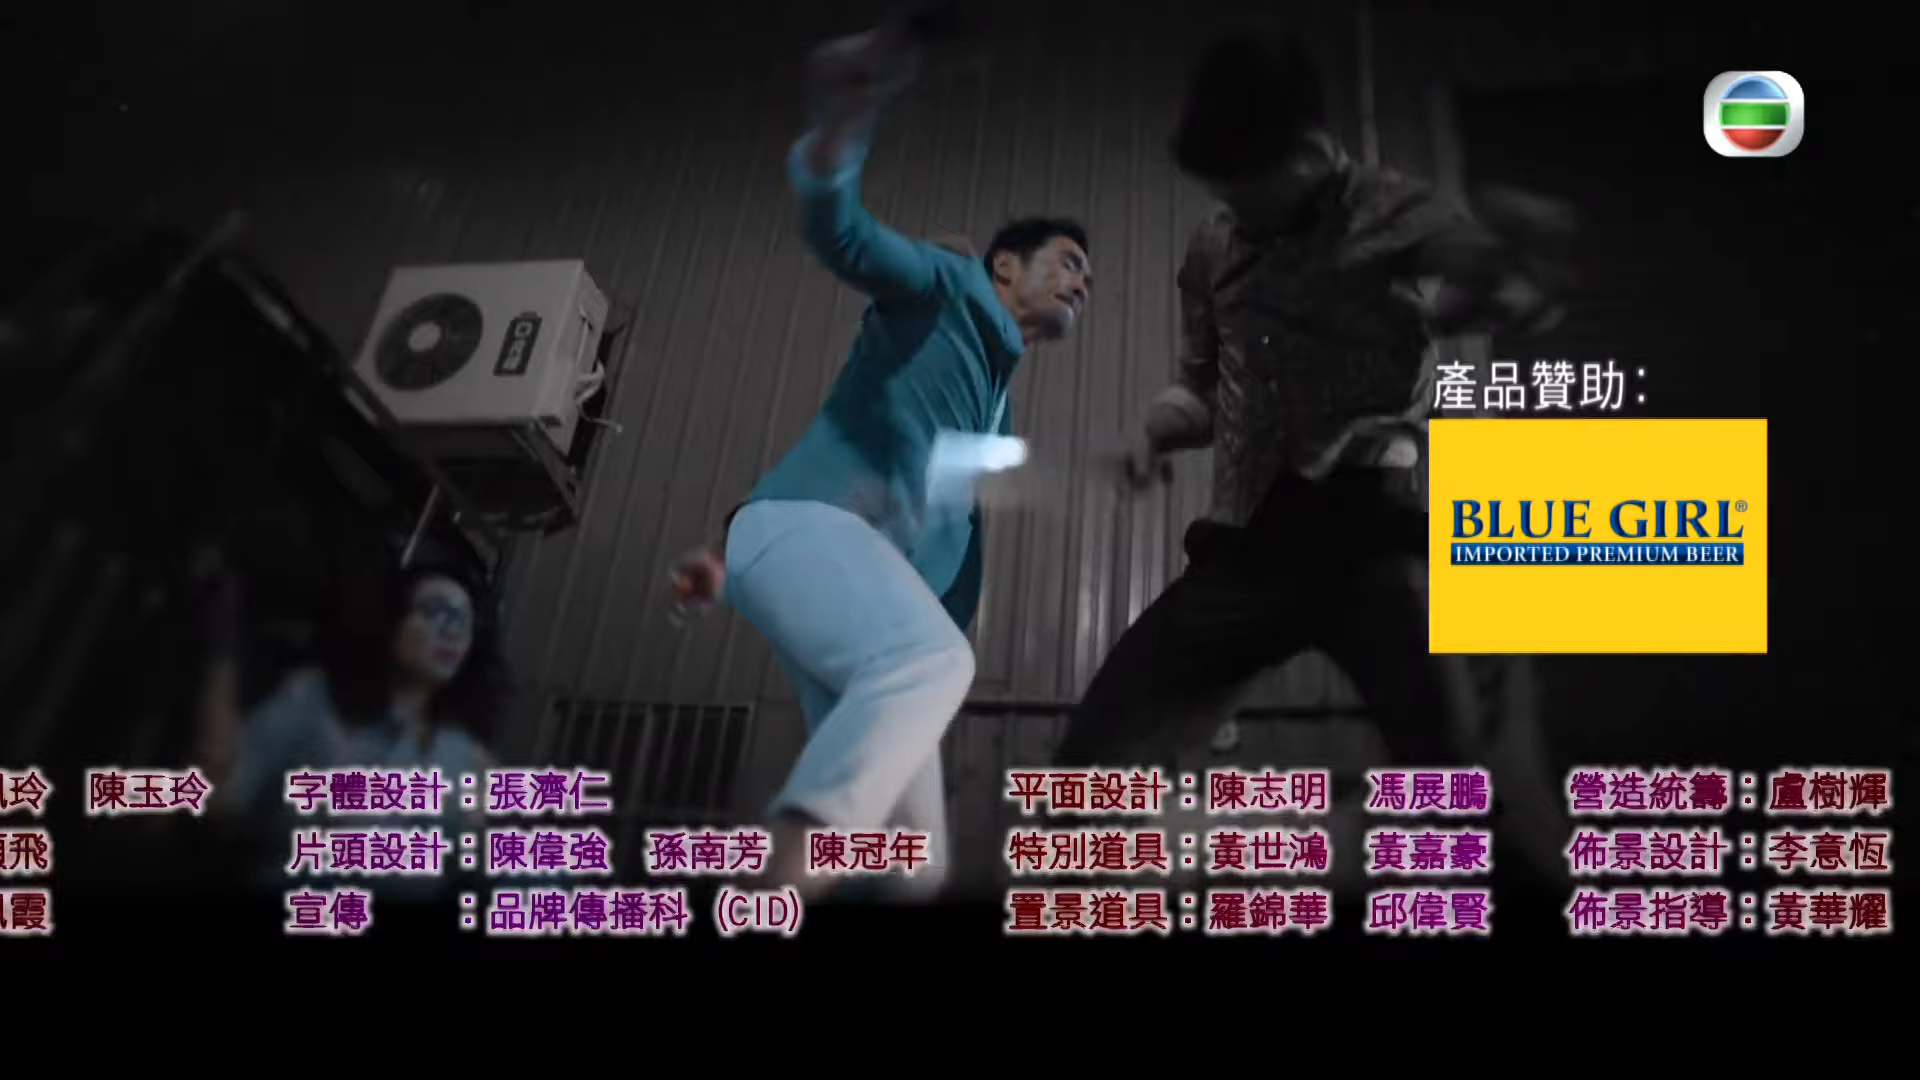 產品贊助：
BLUE GIRL®
IMPORTED PREMIUM BEER
玲 陳玉玲 字體設計：張濟仁 平面設計：陳志明 馮展鵬 營造統籌：盧樹輝
飛 片頭設計：陳偉強 孫南芳 陳冠年 特別道具：黃世鴻 黃嘉豪 佈景設計：李意恆
霞 宣傳 ：品牌傳播科 (CID) 置景道具：羅錦華 邱偉賢 佈景指導：黃華耀